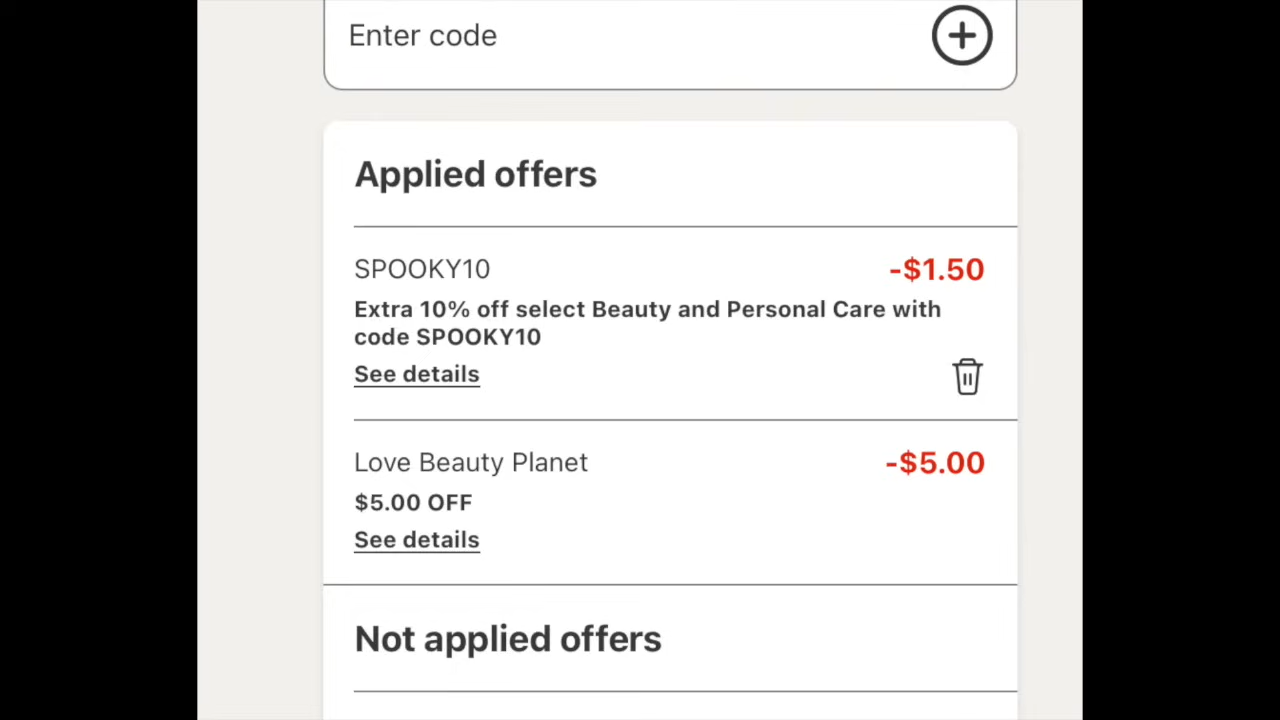 Enter code
Applied offers
SPOOKY10
-$1.50
Extra 10% off select Beauty and Personal Care with
code SPOOKY10
See details
Love Beauty Planet
-$5.00
$5.00 OFF
See details
Not applied offers